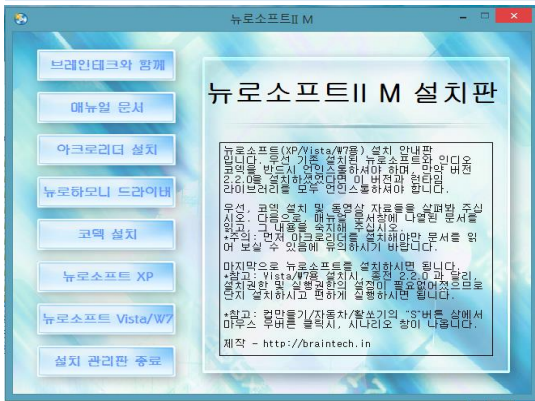 뉴로소프트II M
브레인테크와 함께
매뉴얼 문서
아크로리더 설치
뉴로하모니 드라이버
코덱 설치
뉴로소프트 XP
뉴로소프트 Vista/W7
설치 관리판 종료
뉴로소프트II M 설치판
뉴로소프트(XP/Vista/W7용) 설치 안내판
입니다. 우선 기존 설치된 뉴로소프트와 인디오
코덱을 반드시 언인스톨하셔야 하며, 만약 버전
2.2.0을 설치하셨었다면 이 버전과 런타임
라이브러리를 모두 언인스톨하셔야 합니다.
우선, 코덱 설치 및 동영상 자료들을 살펴봐 주십
시오. 다음으로, 매뉴얼 문서창에 나열된 문서를
읽고, 그 내용을 숙지해 주십시오.
*주의: 먼저 아크로리더를 설치해야만 문서를 읽
어 보실 수 있음에 유의하시기 바랍니다.
마지막으로 뉴로소프트를 설치하시면 됩니다.
*참고: Vista/W7용 설치시, 종전 2.2.0 과 달리,
설치권한 및 실행권한의 설정이 필요없어졌으므로
단지 설치하시고 편하게 실행하시면 됩니다.
*참고: 컵만들기/자동차/활쏘기의 "S"버튼 상에서
마우스 우버튼 클릭시, 시나리오 창이 나옵니다.
제작 - http://braintech.in